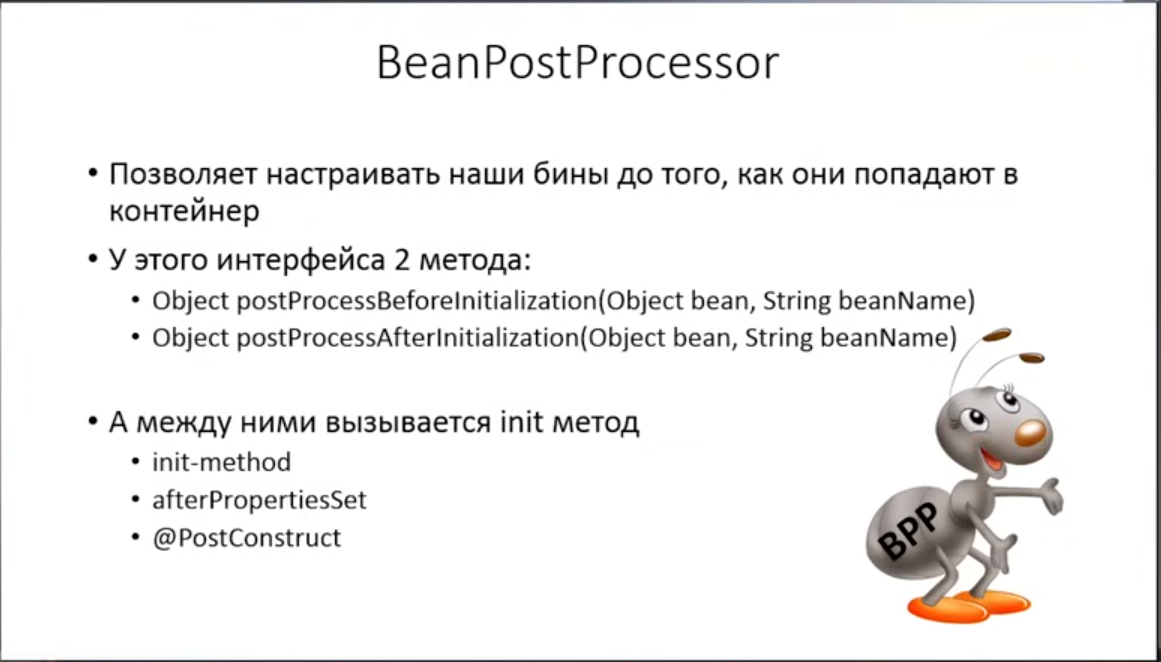 BeanPostProcessor
• Позволяет настраивать наши бины до того, как они попадают в
контейнер
• У этого интерфейса 2 метода:
• Object postProcessBeforeInitialization(Object bean, String beanName)
• Object postProcessAfterInitialization(Object bean, String beanName)
• А между ними вызывается init метод
• init-method
• afterPropertiesSet
• @PostConstruct
BPP